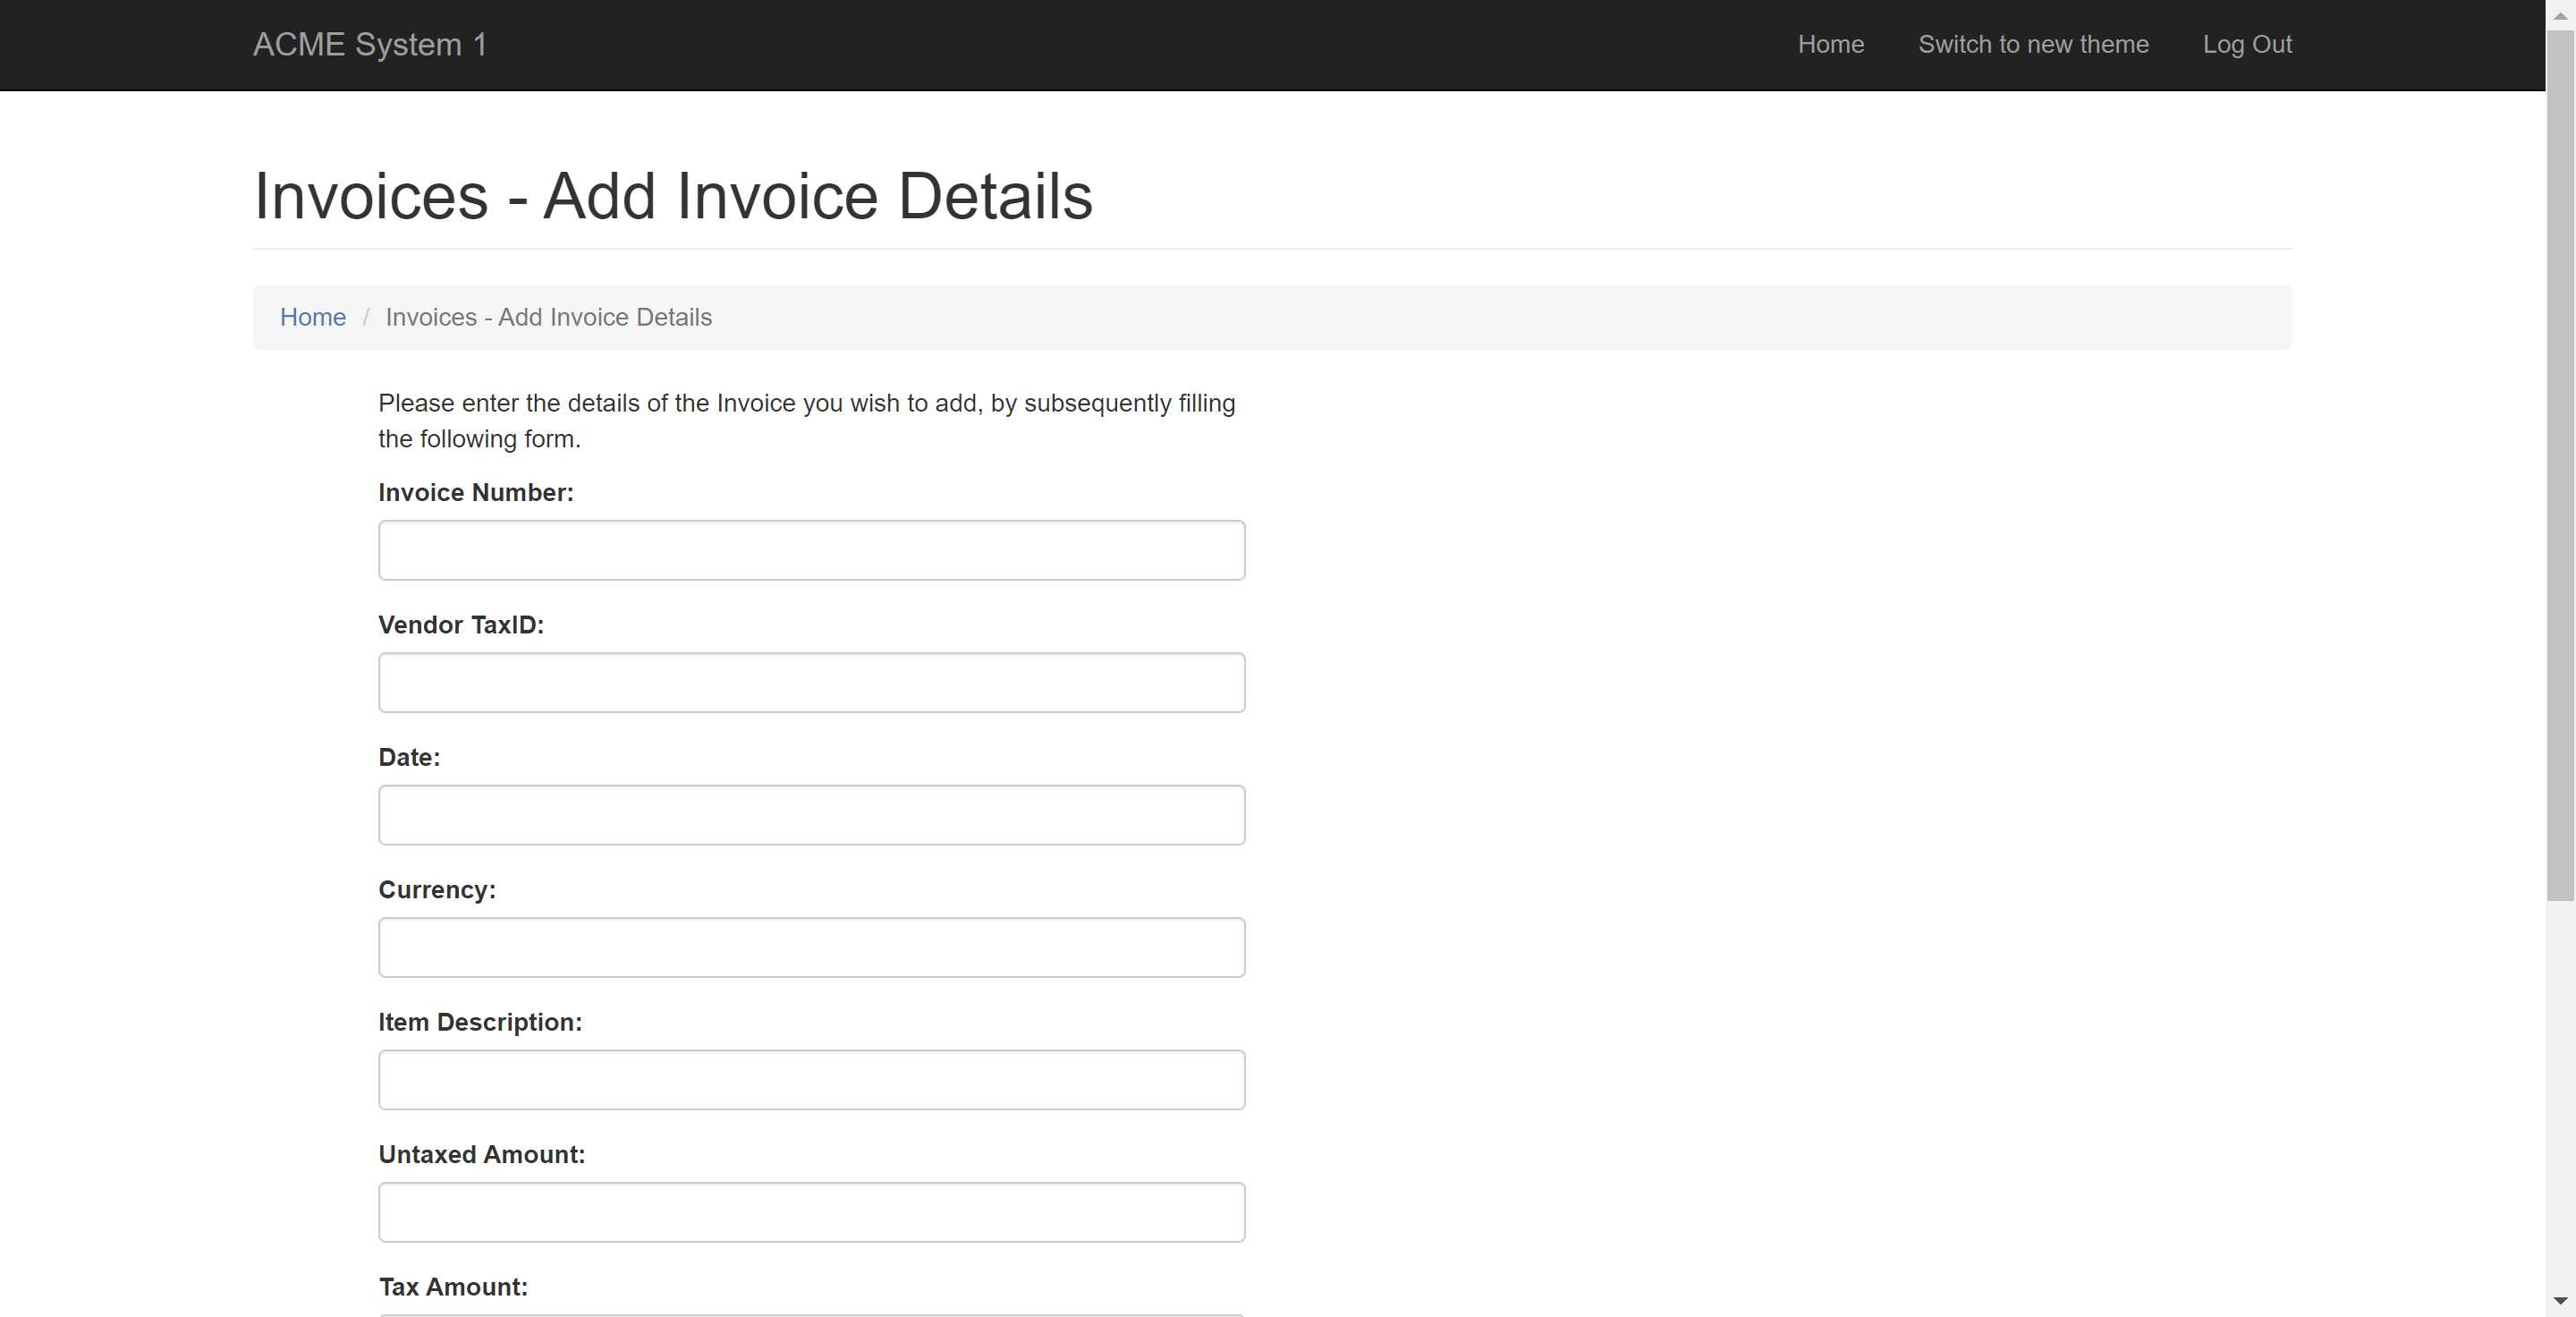 ACME System 1
Home
Switch to new theme
Log Out
Invoices - Add Invoice Details
Home / Invoices - Add Invoice Details
Please enter the details of the Invoice you wish to add, by subsequently filling
the following form.
Invoice Number:
Vendor TaxID:
Date:
Currency:
Item Description:
Untaxed Amount:
Tax Amount: